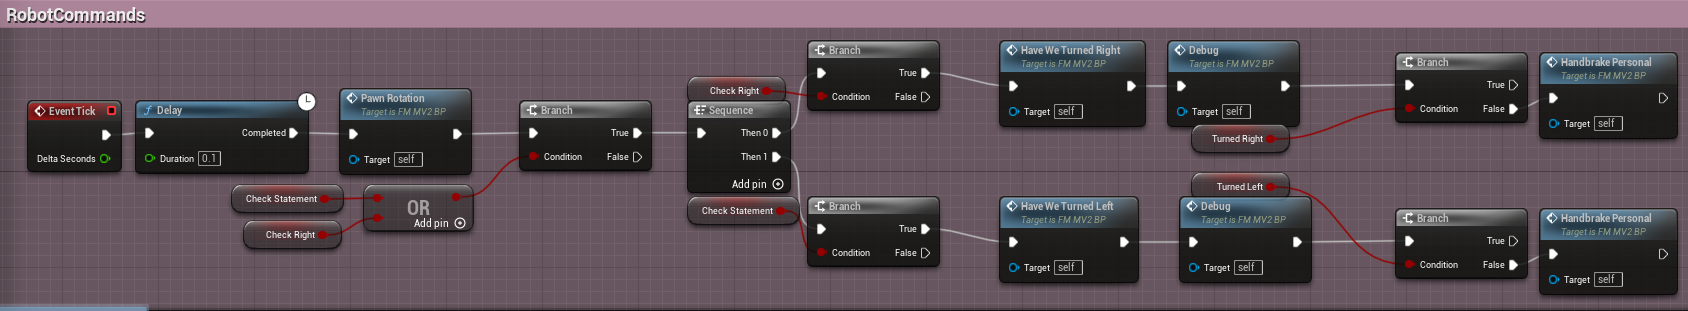 RobotCommands
Event Tick
Delta Seconds
Delay
Completed
Duration 0.1
Pawn Rotation
Target is FM MV2 BP
Target self
Check Statement
Check Right
OR
Add pin
Branch
True
Condition False
Check Right
Sequence
Then 0
Then 1
Add pin
Check Statement
Branch
True
Condition False
Have We Turned Right
Target is FM MV2 BP
Target self
Debug
Target is FM MV2 BP
Target self
Turned Right
Branch
True
Condition False
Handbrake Personal
Target is FM MV2 BP
Target self
Branch
True
Condition False
Have We Turned Left
Target is FM MV2 BP
Target self
Turned Left
Debug
Target is FM MV2 BP
Target self
Branch
True
Condition False
Handbrake Personal
Target is FM MV2 BP
Target self